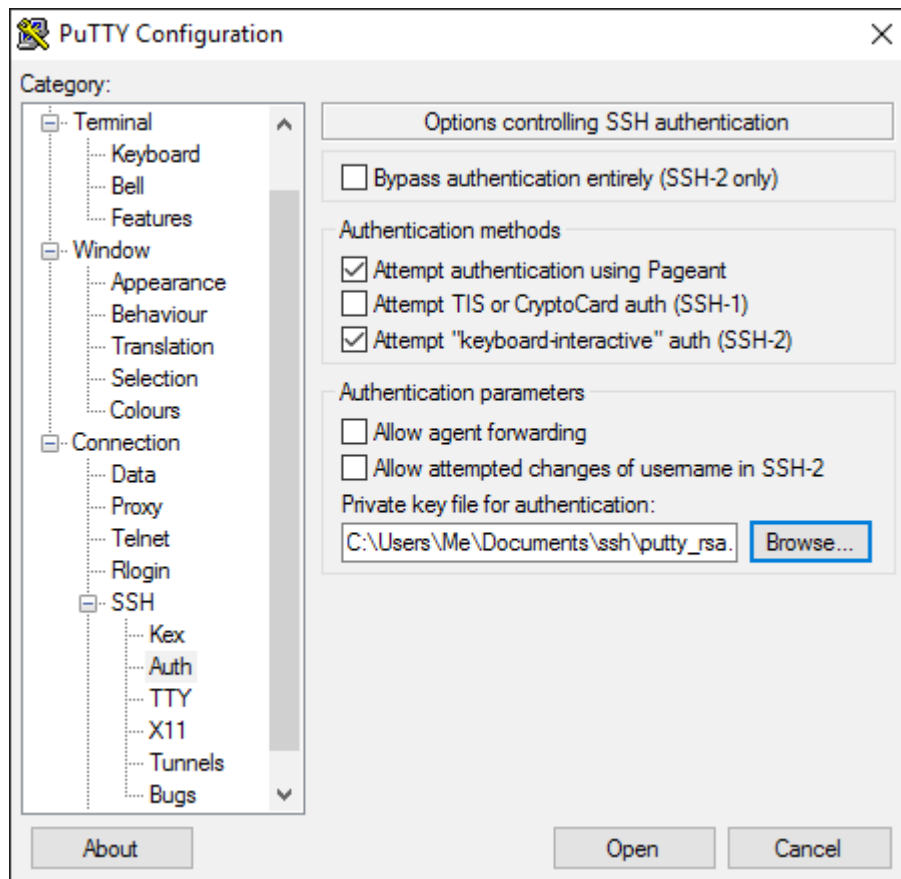 PuTTY Configuration
Category:
Terminal
Keyboard
Bell
Features
Window
Appearance
Behaviour
Translation
Selection
Colours
Connection
Data
Proxy
Telnet
Rlogin
SSH
Kex
Auth
TTY
X11
Tunnels
Bugs
Options controlling SSH authentication
Bypass authentication entirely (SSH-2 only)
Authentication methods
Attempt authentication using Pageant
Attempt TIS or CryptoCard auth (SSH-1)
Attempt "keyboard-interactive" auth (SSH-2)
Authentication parameters
Allow agent forwarding
Allow attempted changes of username in SSH-2
Private key file for authentication:
C:\Users\Me\Documents\ssh\putty_rsa. Browse...
About Open Cancel